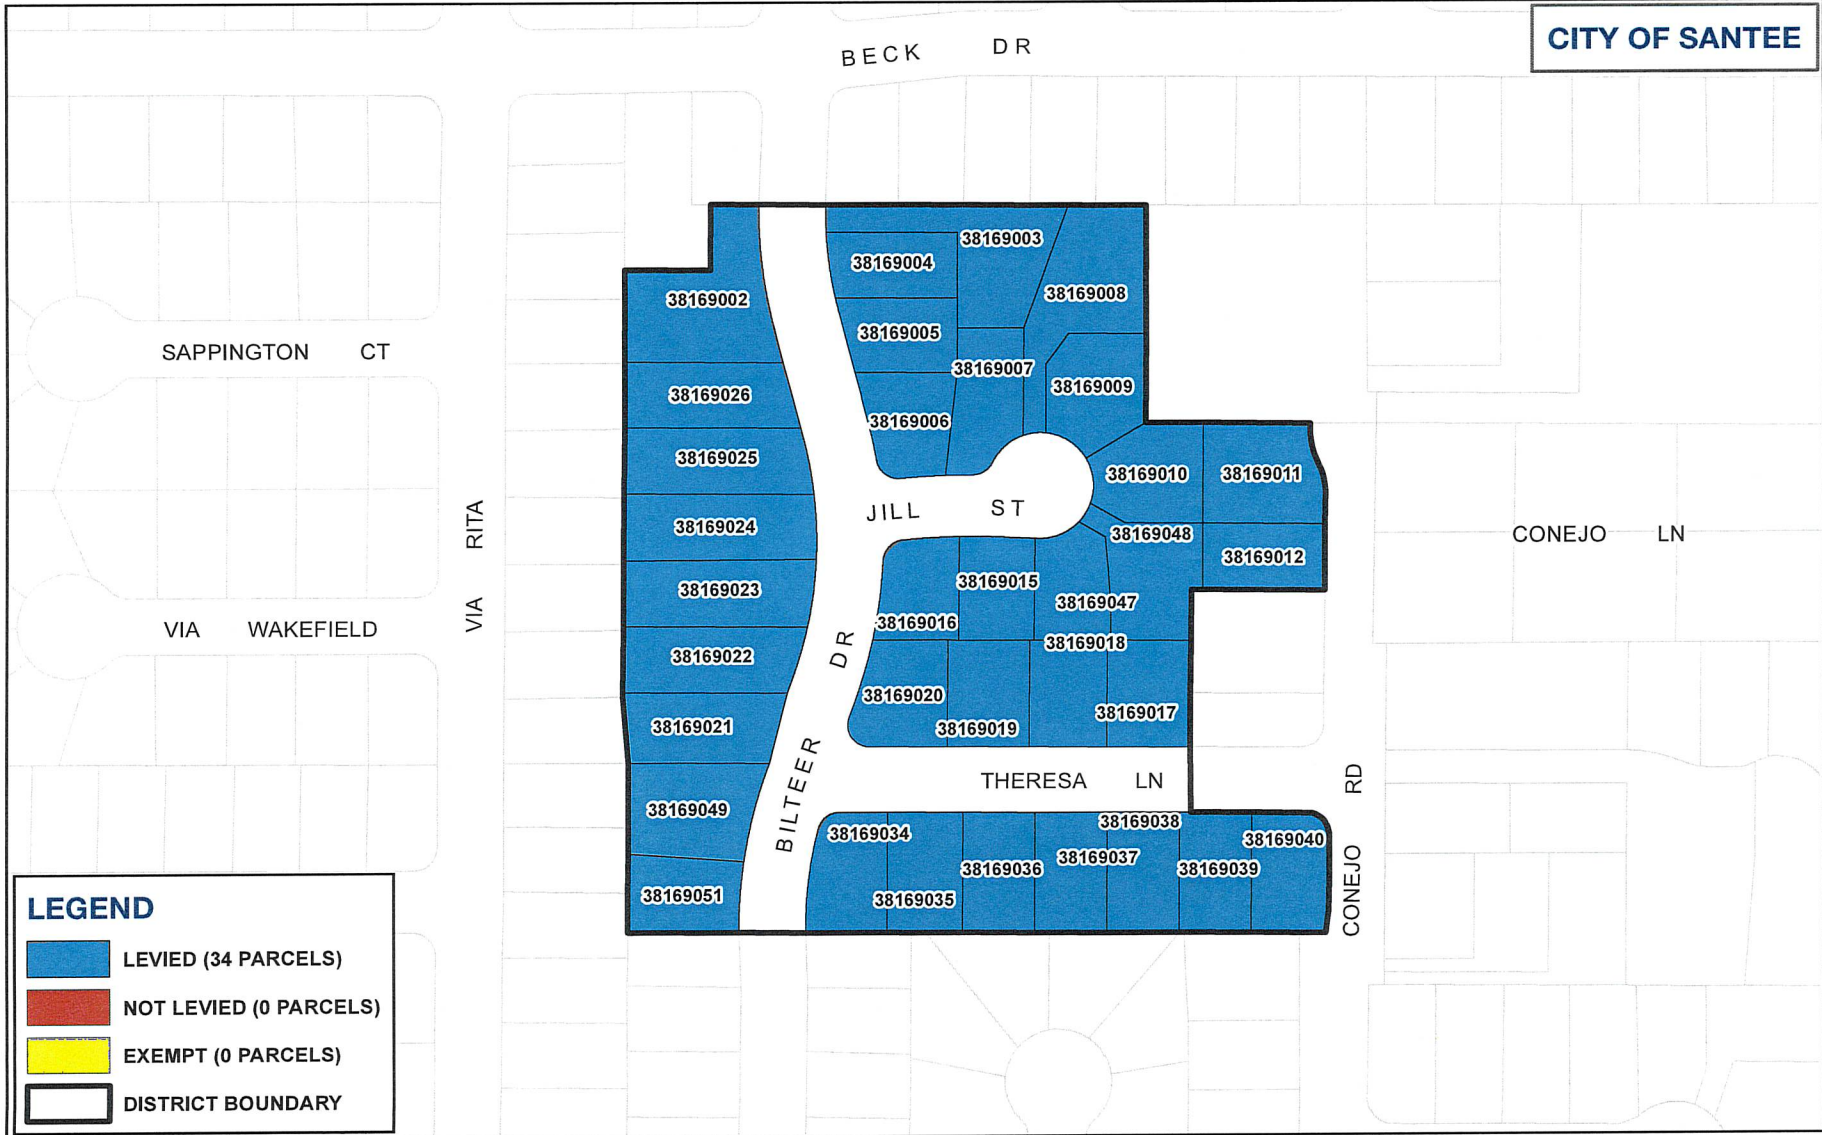 CITY OF SANTEE
BECK DR
38169003
38169004
38169002
38169008
38169005
SAPPINGTON CT
38169007
38169009
38169026
38169006
38169025
38169010
38169011
JILL ST
38169024
VIA RITA
38169048
CONEJO LN
38169012
38169023
38169015
38169047
38169016
VIA WAKEFIELD
38169018
38169022
38169020
38169017
38169021
38169019
BILTEER DR
THERESA LN
38169049
38169038
38169034
38169040
38169037
38169036
38169039
CONEJO RD
38169051
38169035
LEGEND
LEVIED (34 PARCELS)
NOT LEVIED (0 PARCELS)
EXEMPT (0 PARCELS)
DISTRICT BOUNDARY